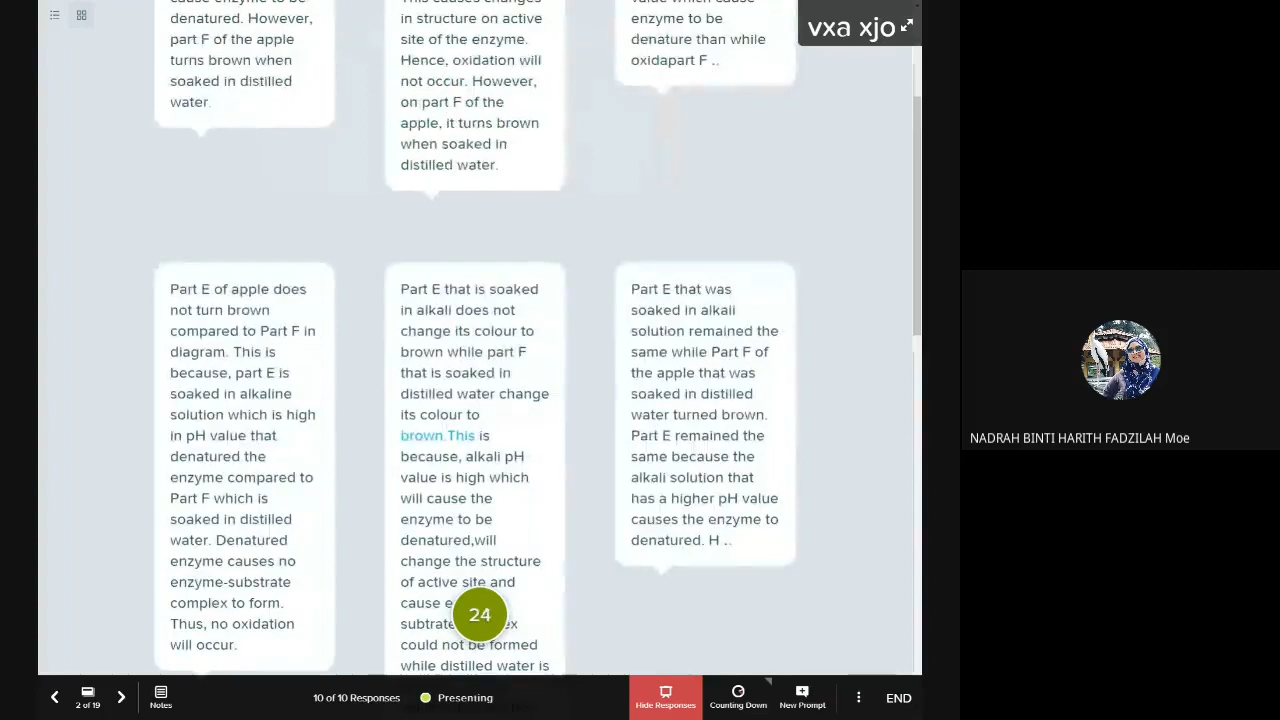 vxa xjo
cause enzyme to be
denatured. However,
part F of the apple
turns brown when
soaked in distilled
water.
This causes changes
in structure on active
site of the enzyme.
Hence, oxidation will
not occur. However,
on part F of the
apple, it turns brown
when soaked in
distilled water.
value which cause
enzyme to be
denature than while
oxidapart F ..
Part E of apple does
not turn brown
compared to Part F in
diagram. This is
because, part E is
soaked in alkaline
solution which is high
in pH value that
denatured the
enzyme compared to
Part F which is
soaked in distilled
water. Denatured
enzyme causes no
enzyme-substrate
complex to form.
Thus, no oxidation
will occur.
Part E that is soaked
in alkali does not
change its colour to
brown while part F
that is soaked in
distilled water change
its colour to
brown.This is
because, alkali pH
value is high which
will cause the
enzyme to be
denatured,will
change the structure
of active site and
cause
subtrate
could not be formed
while distilled water is
Part E that was
soaked in alkali
solution remained the
same while Part F of
the apple that was
soaked in distilled
water turned brown.
Part E remained the
same because the
alkali solution that
has a higher pH value
causes the enzyme to
denatured. H ..
24
NADRAH BINTI HARITH FADZILAH Moe
2 of 19
Notes
10 of 10 Responses
Presenting
Hide Responses
Counting Down
New Prompt
END